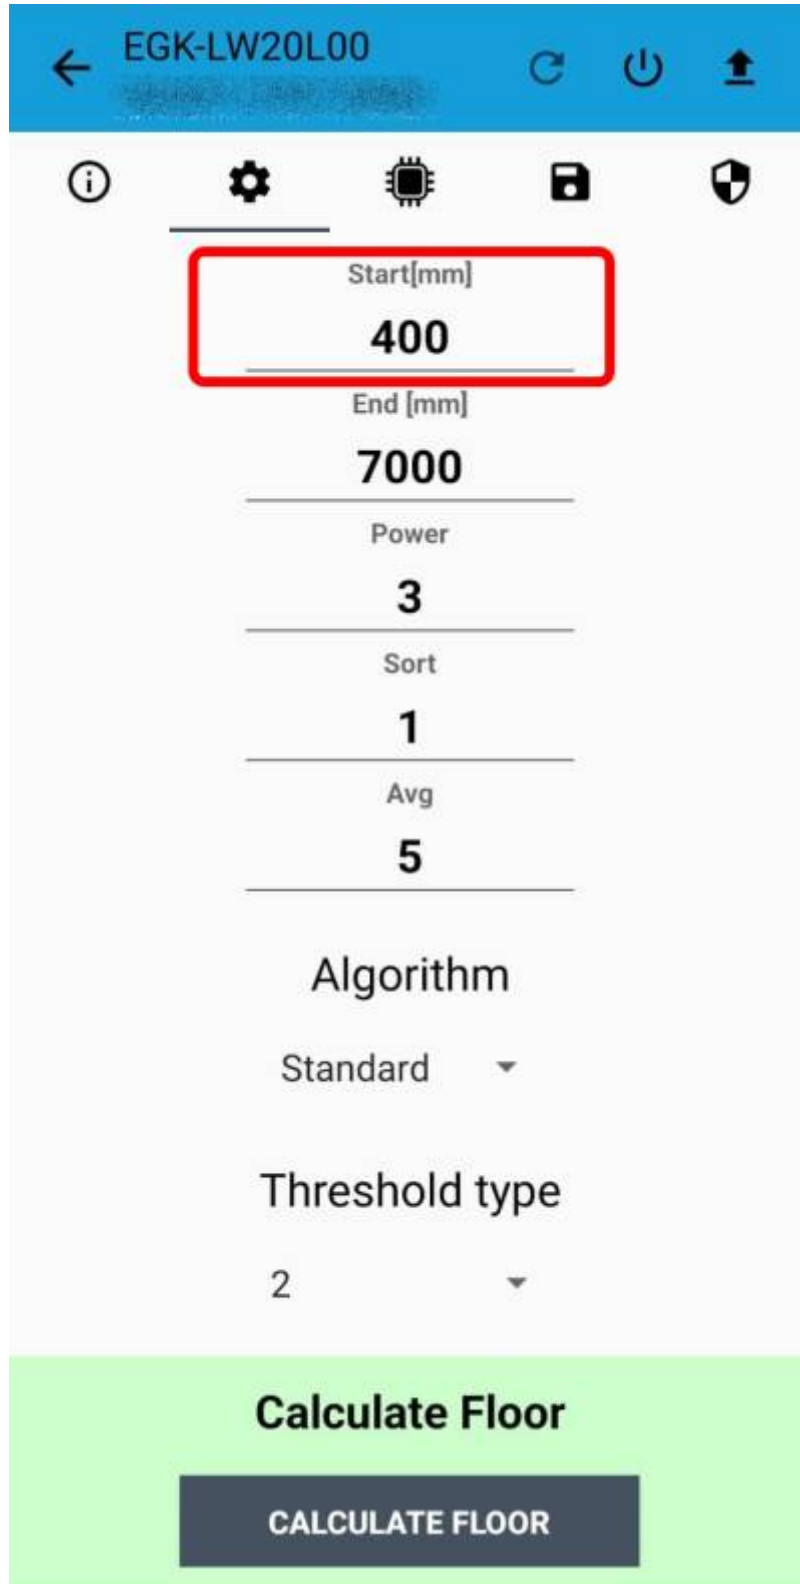 EGK-LW20L00
Start[mm]
400
End [mm]
7000
Power
3
Sort
1
Avg
5
Algorithm
Standard
Threshold type
2
Calculate Floor
CALCULATE FLOOR